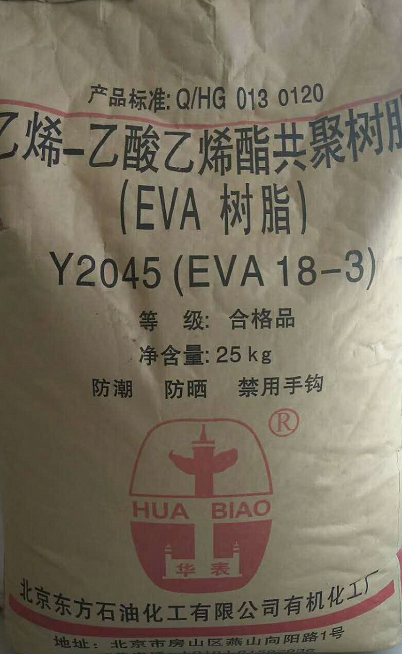 产品标准: Q/HG 013 0120
乙烯-乙酸乙烯酯共聚树脂
(EVA 树脂)
Y2045 (EVA 18-3)
等 级: 合格品
净含量: 25 kg
防潮 防晒 禁用手钩
®
HUA BIAO
华表
北京东方石油化工有限公司有机化工厂
地址: 北京市房山区燕山向阳路1号